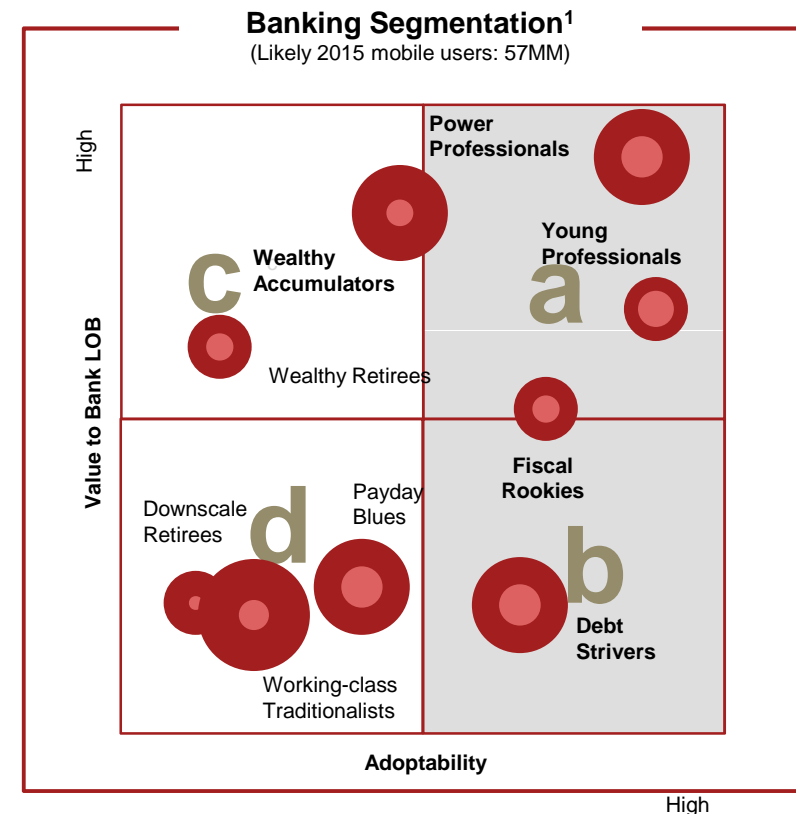 Banking Segmentation¹
(Likely 2015 mobile users: 57MM)
High
Power
Professionals
Young
Professionals
c
Wealthy
Accumulators
a
Wealthy Retirees
Value to Bank LOB
Fiscal
Rookies
Payday
Blues
Downscale
Retirees
d
b
Debt
Strivers
Working-class
Traditionalists
Adoptability
High